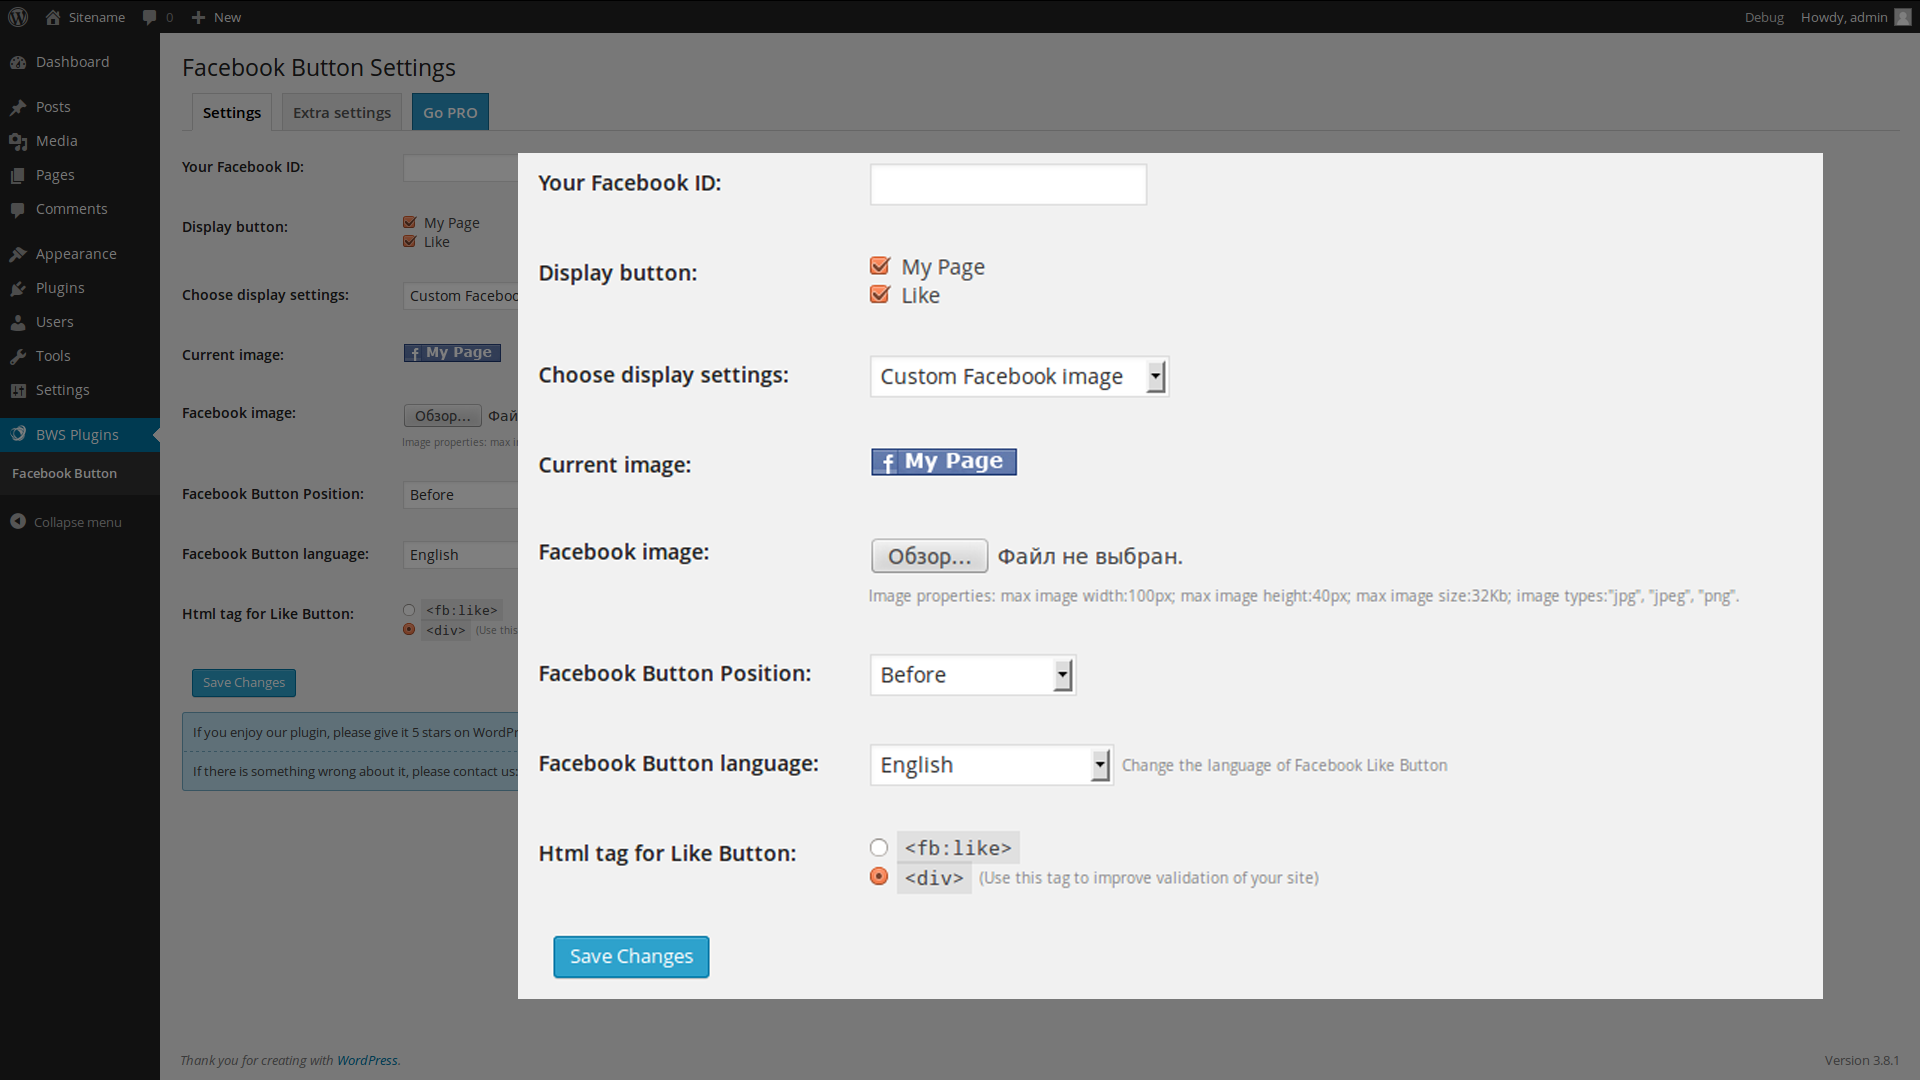 Sitename 0 New Debug Howdy, admin
Dashboard
Posts
Media
Pages
Comments
Appearance
Plugins
Users
Tools
Settings
BWS Plugins
Facebook Button
Collapse menu
Facebook Button Settings
Settings Extra settings Go PRO
Your Facebook ID:
Display button: My Page
Like
Choose display settings: Custom Faceboo
Current image: f My Page
Facebook image: Обзор... Фай
Image properties: max i
Facebook Button Position: Before
Facebook Button language: English
Html tag for Like Button: <fb:like>
<div> (Use this
Save Changes
If you enjoy our plugin, please give it 5 stars on WordPr
If there is something wrong about it, please contact us:
Your Facebook ID:
Display button: My Page
Like
Choose display settings: Custom Facebook image
Current image: f My Page
Facebook image: Обзор... Файл не выбран.
Image properties: max image width:100px; max image height:40px; max image size:32Kb; image types:"jpg", "jpeg", "png".
Facebook Button Position: Before
Facebook Button language: English Change the language of Facebook Like Button
Html tag for Like Button: <fb:like>
<div> (Use this tag to improve validation of your site)
Save Changes
Thank you for creating with WordPress. Version 3.8.1